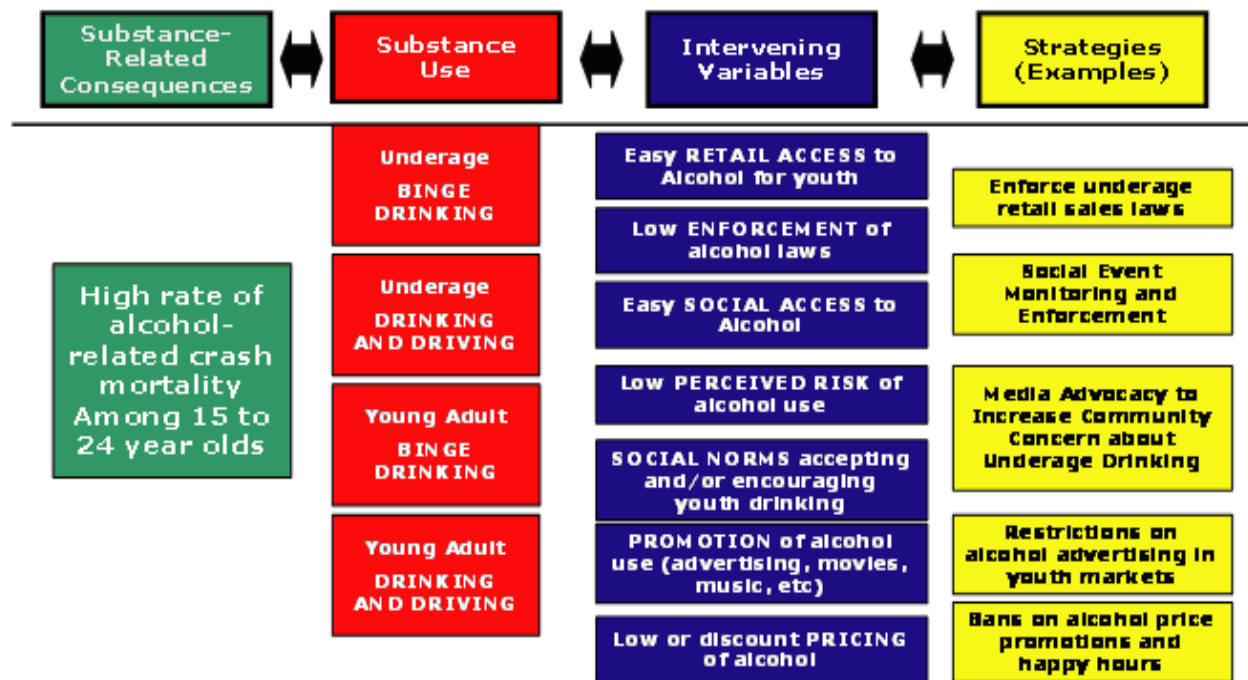 Substance-
Related
Consequences
Substance
Use
Intervening
Variables
Strategies
(Examples)
High rate of
alcohol-
related crash
mortality
Among 15 to
24 year olds
Underage
BINGE
DRINKING
Underage
DRINKING
AND DRIVING
Young Adult
BINGE
DRINKING
Young Adult
DRINKING
AND DRIVING
Easy RETAIL ACCESS to
Alcohol for youth
Low ENFORCEMENT of
alcohol laws
Easy SOCIAL ACCESS to
Alcohol
Low PERCEIVED RISK of
alcohol use
SOCIAL NORMS accepting
and/or encouraging
youth drinking
PROMOTION of alcohol
use (advertising, movies,
music, etc)
Low or discount PRICING
of alcohol
Enforce underage
retail sales laws
Social Event
Monitoring and
Enforcement
Media Advocacy to
Increase Community
Concern about
Underage Drinking
Restrictions on
alcohol advertising in
youth markets
Bans on alcohol price
promotions and
happy hours